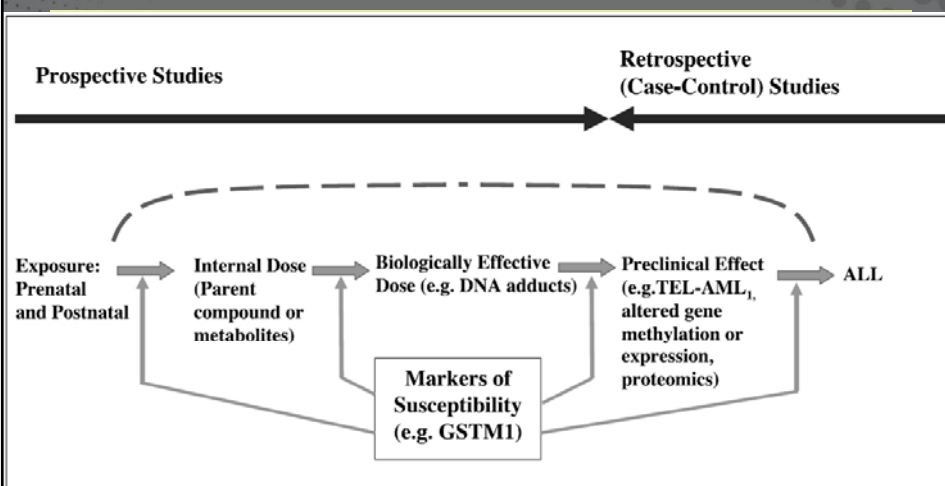 Prospective Studies
Retrospective
(Case-Control) Studies
Exposure:
Prenatal
and Postnatal
Internal Dose
(Parent
compound or
metabolites)
Biologically Effective
Dose (e.g. DNA adducts)
Preclinical Effect
(e.g.TEL-AML1,
altered gene
methylation or
expression,
proteomics)
ALL
Markers of
Susceptibility
(e.g. GSTM1)